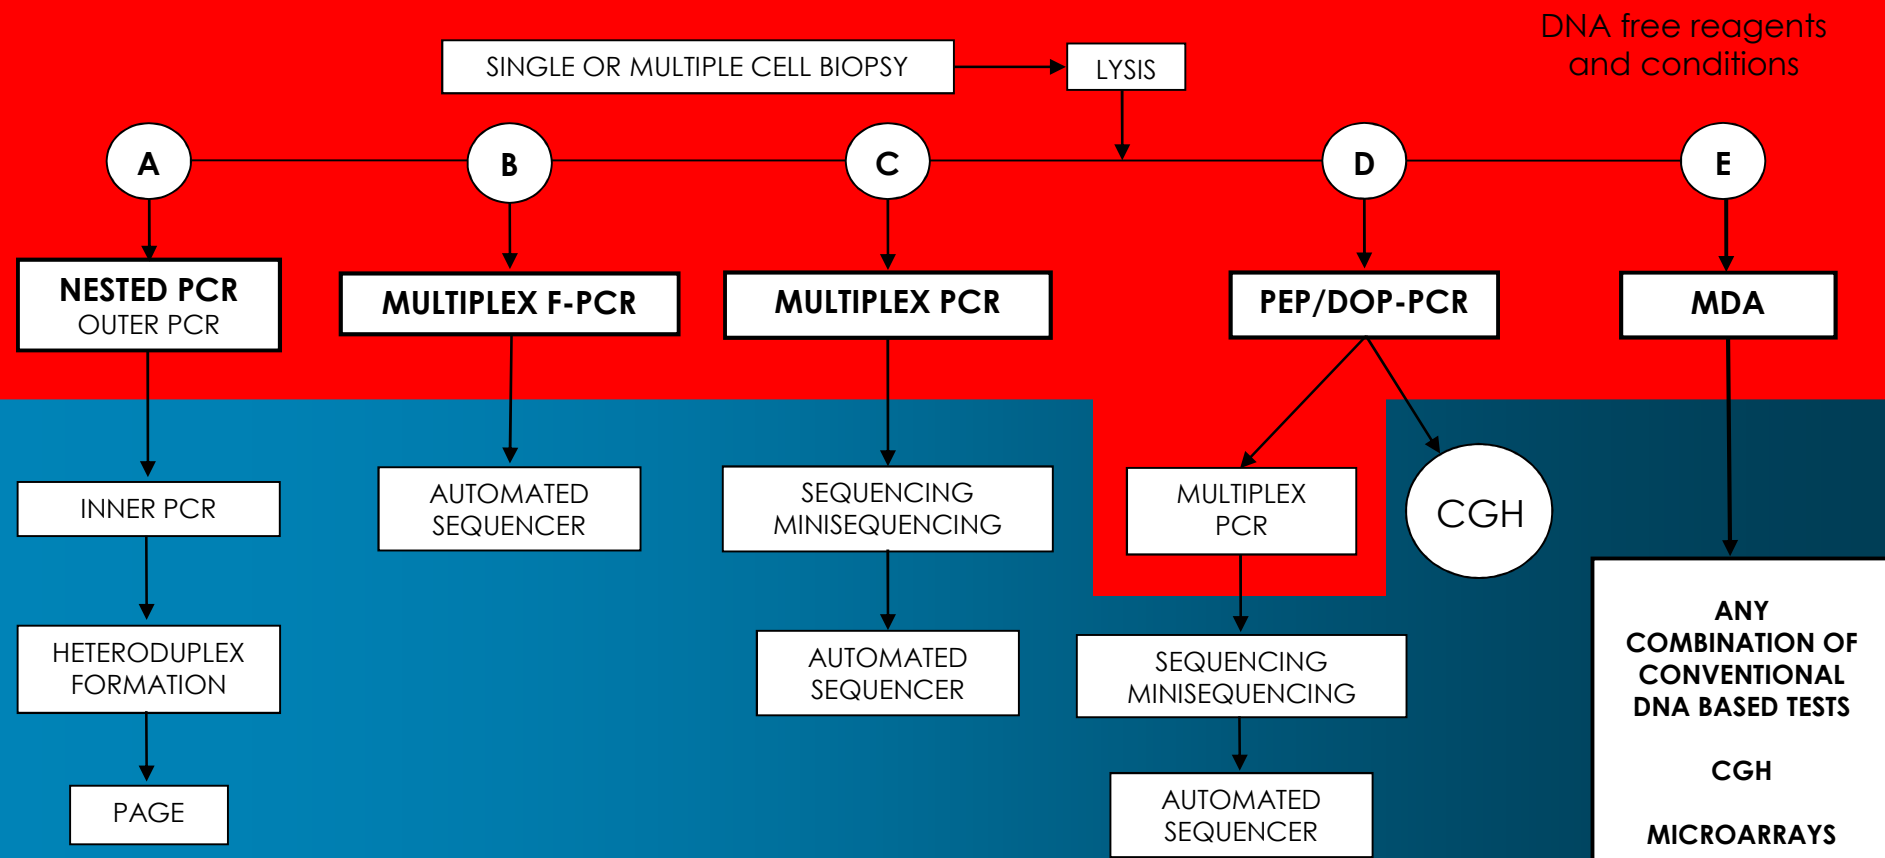 DNA free reagents
and conditions
SINGLE OR MULTIPLE CELL BIOPSY
LYSIS
A
B
C
D
E
NESTED PCR
OUTER PCR
MULTIPLEX F-PCR
MULTIPLEX PCR
PEP/DOP-PCR
MDA
INNER PCR
AUTOMATED
SEQUENCER
SEQUENCING
MINISEQUENCING
MULTIPLEX
PCR
CGH
HETERODUPLEX
FORMATION
AUTOMATED
SEQUENCER
SEQUENCING
MINISEQUENCING
ANY
COMBINATION OF
CONVENTIONAL
DNA BASED TESTS
CGH
MICROARRAYS
PAGE
AUTOMATED
SEQUENCER